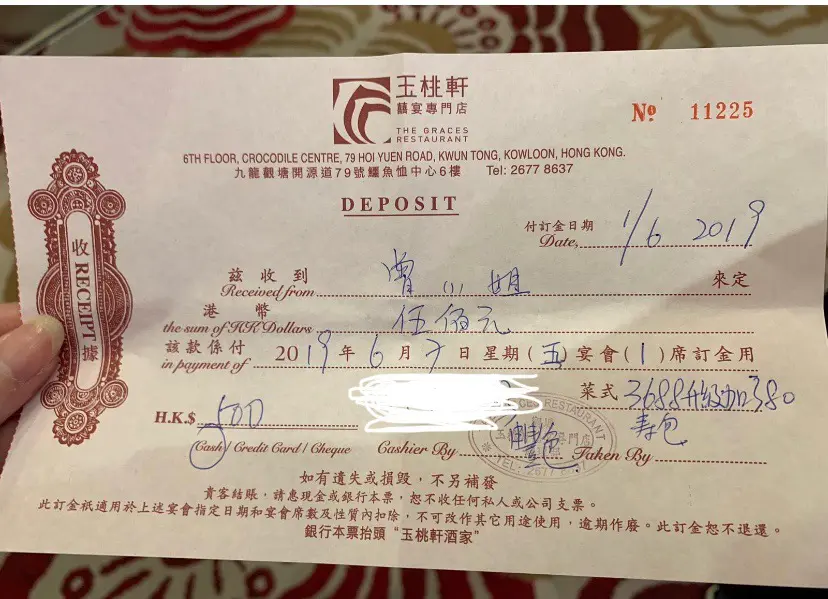 玉桃軒
囍宴專門店
THE GRACES
RESTAURANT
Nº 11225
6TH FLOOR, CROCODILE CENTRE, 79 HOI YUEN ROAD, KWUN TONG, KOWLOON, HONG KONG.
九龍觀塘開源道79號鱷魚恤中心6樓 Tel: 2677 8637
DEPOSIT
付訂金日期
Date, 1/6 2019
收 RECEIPT 據
茲收到 曾小姐 來定
Received from
港幣 伍佰元
the sum of HK Dollars
該款係付 2019年6月7日星期(五)宴會(1)席訂金用
in payment of
菜式 3688升級加380
壽包
H.K.$ 500
Cash / Credit Card / Cheque Cashier By Taken By
如有遺失或損毀,不另補發
貴客結賬,請惠現金或銀行本票,恕不收任何私人或公司支票。
此訂金祇適用於上述宴會指定日期和宴會席數及性質內扣除,不可改作其它用途使用,逾期作廢。此訂金恕不退還。
銀行本票抬頭“玉桃軒酒家”